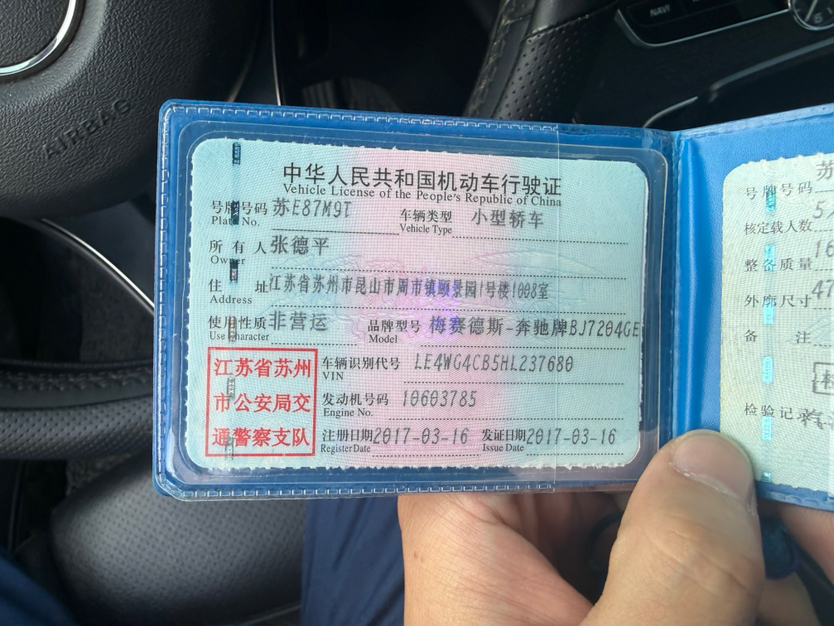 NAVI
AIRBAG
中华人民共和国机动车行驶证
Vehicle License of the People's Republic of China
号牌号码 苏E87M9T 车辆类型 小型轿车
Plate No. Vehicle Type
所有人 张德平
Owner
住址 江苏省苏州市昆山市周市镇颐景园1号楼1008室
Address
使用性质 非营运 品牌型号 梅赛德斯-奔驰牌BJ7204GE
Use Character Model
江苏省苏州
市公安局交
通警察支队
车辆识别代号 LE4WG4CB5HL237680
VIN
发动机号码 10603785
Engine No.
注册日期 2017-03-16 发证日期 2017-03-16
Register Date Issue Date
号牌号码 苏
核定载人数 5
整备质量 16
外廓尺寸 47
备注
检验记录